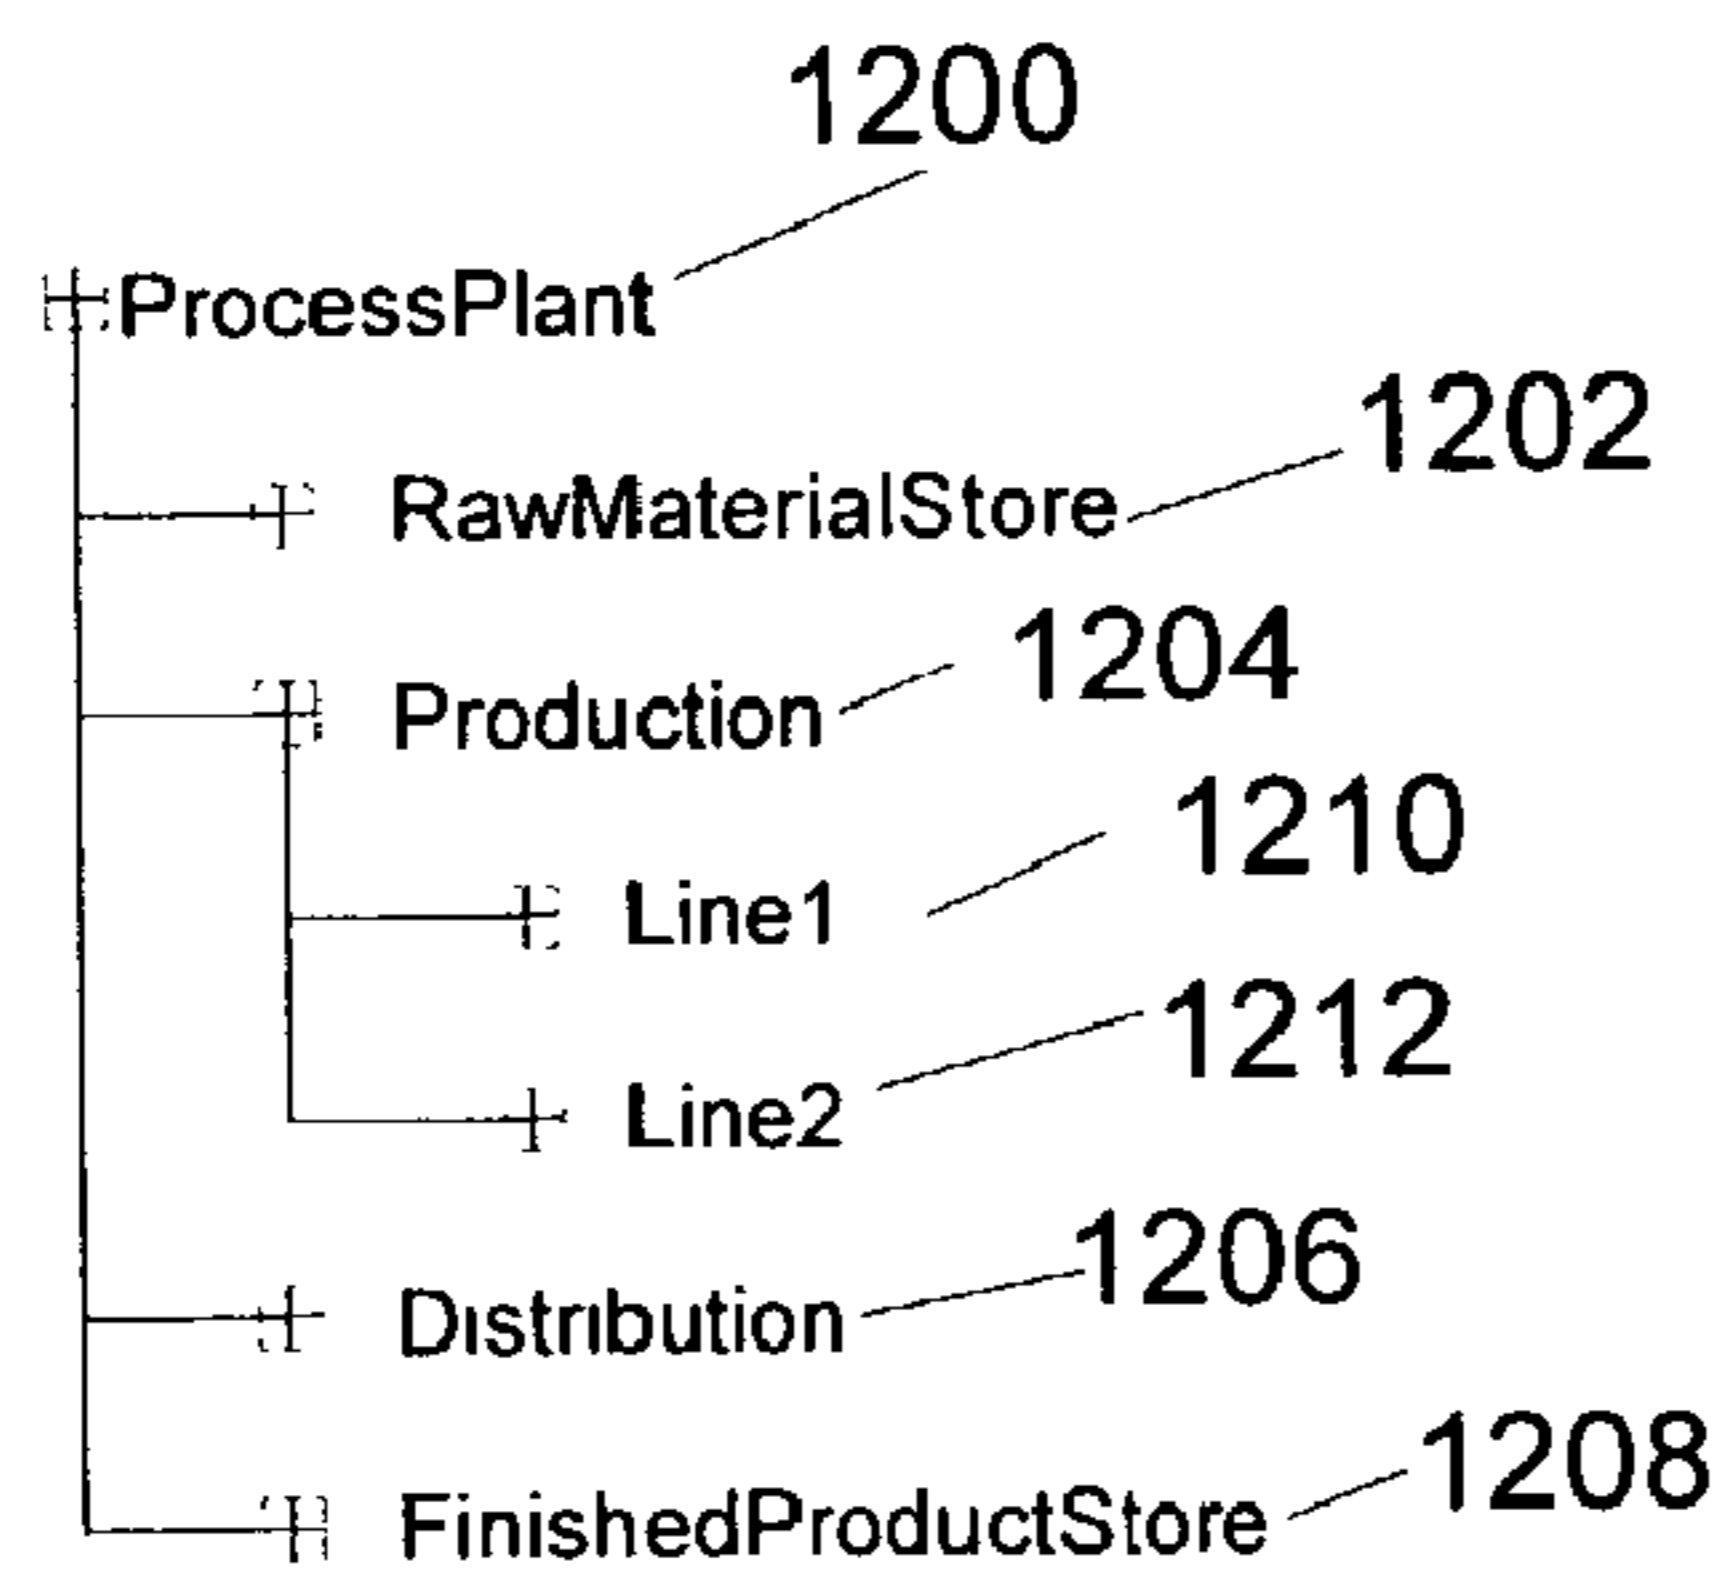 1200
ProcessPlant
1202
RawMaterialStore
1204
Production
1210
Line1
1212
Line2
1206
Distribution
1208
FinishedProductStore